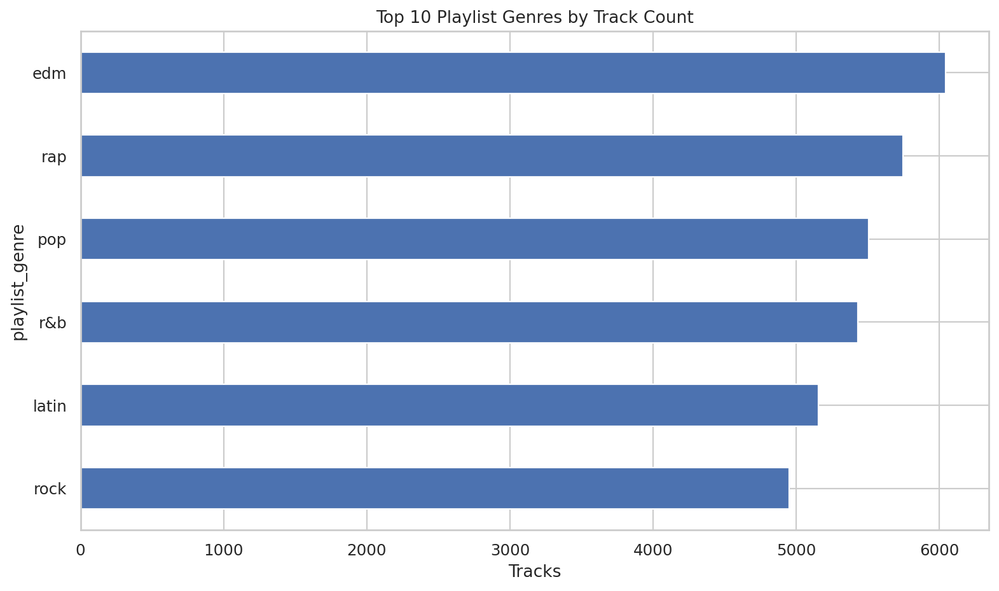 Top 10 Playlist Genres by Track Count
playlist_genre
edm
rap
pop
r&b
latin
rock
0 1000 2000 3000 4000 5000 6000
Tracks